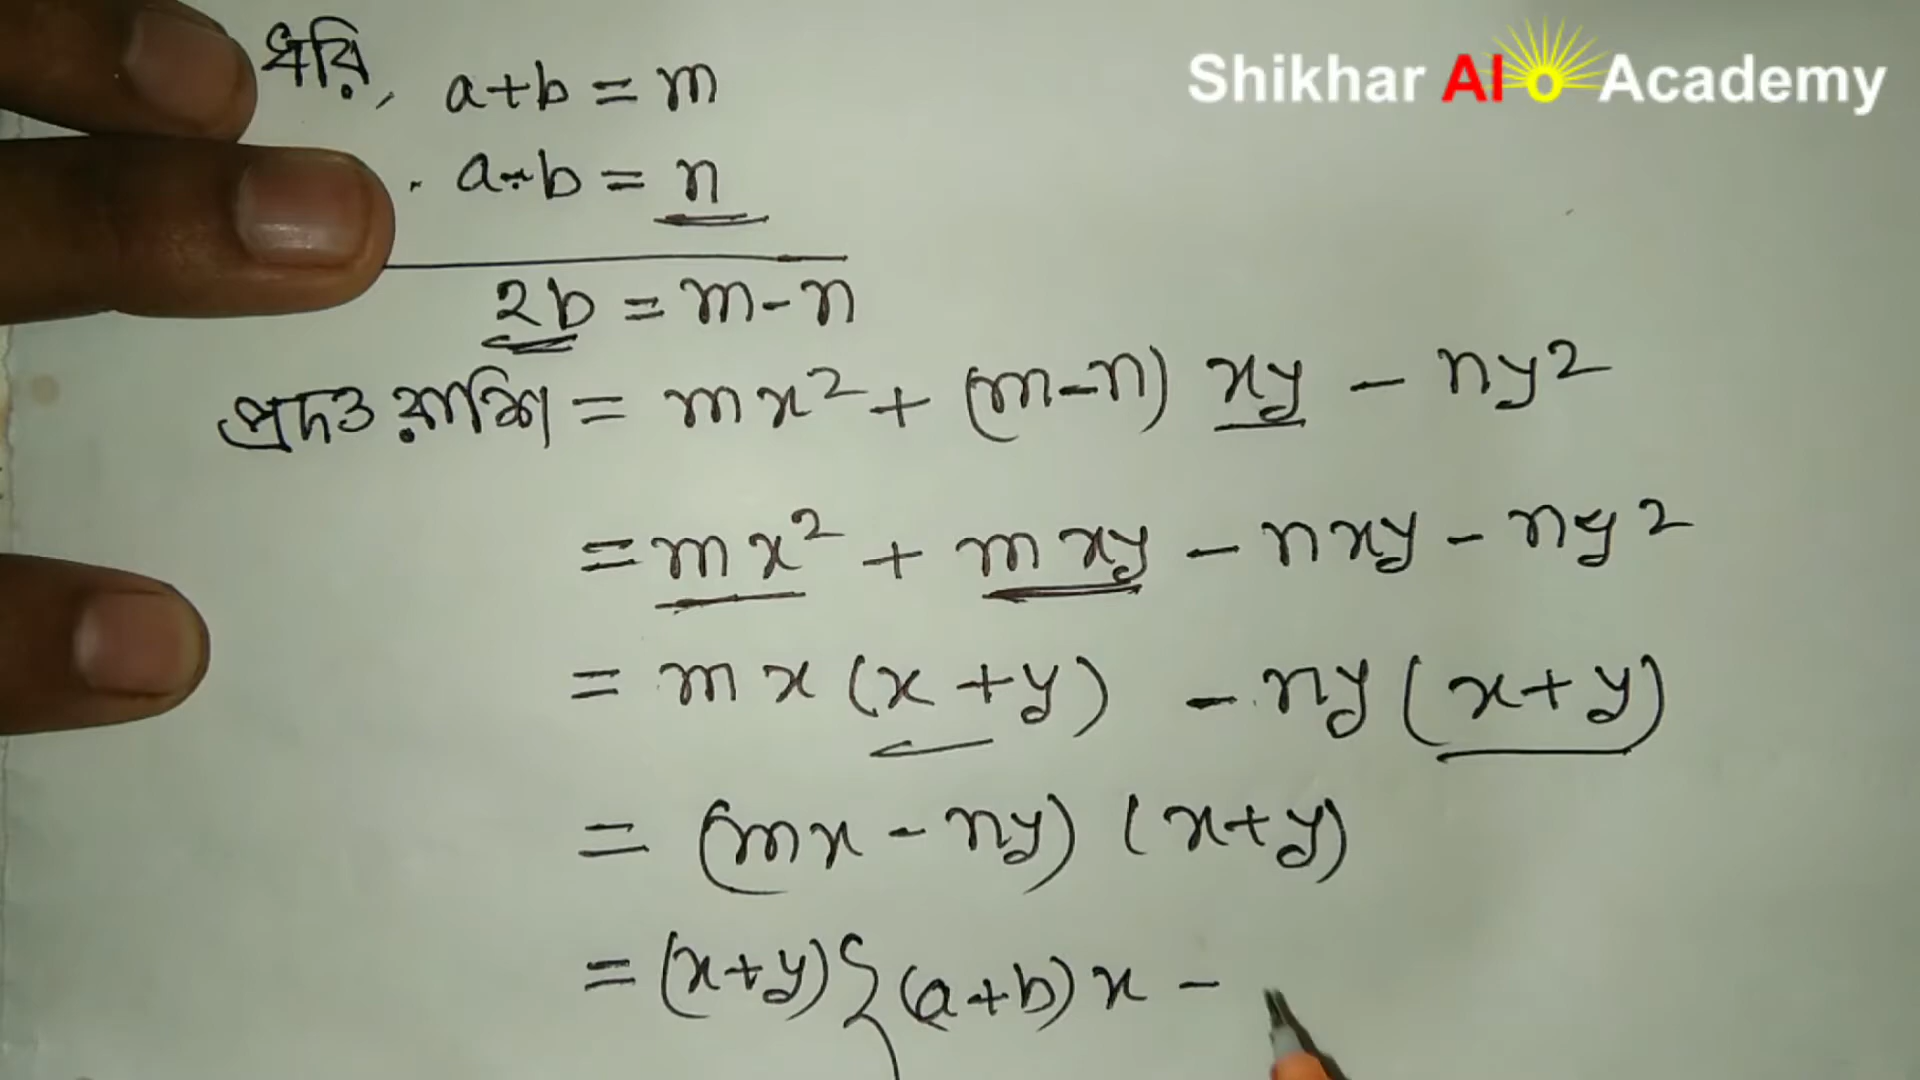 Shikhar Alo Academy
ধরি, a+b = m
a-b = n
2b = m-n
প্রদত্ত রাশি = mx² + (m-n) xy - ny²
= mx² + mxy - nxy - ny²
= mx (x+y) - ny (x+y)
= (mx - ny) (x+y)
= (x+y) { (a+b) x -